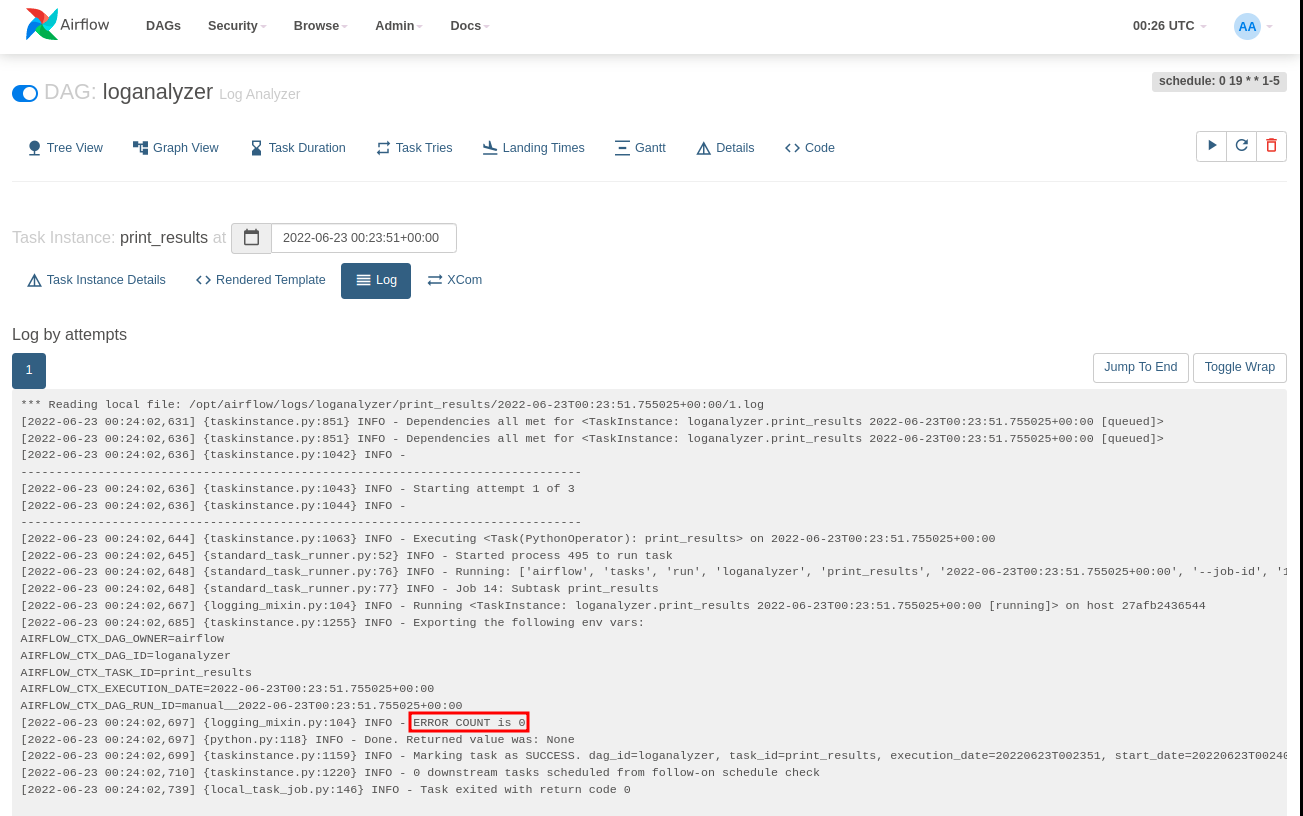 Airflow DAGs Security Browse Admin Docs 00:26 UTC AA
DAG: loganalyzer Log Analyzer schedule: 0 19 * * 1-5
Tree View Graph View Task Duration Task Tries Landing Times Gantt Details Code
Task Instance: print_results at 2022-06-23 00:23:51+00:00
Task Instance Details Rendered Template Log XCom
Log by attempts
1 Jump To End Toggle Wrap
*** Reading local file: /opt/airflow/logs/loganalyzer/print_results/2022-06-23T00:23:51.755025+00:00/1.log
[2022-06-23 00:24:02,631] {taskinstance.py:851} INFO - Dependencies all met for <TaskInstance: loganalyzer.print_results 2022-06-23T00:23:51.755025+00:00 [queued]>
[2022-06-23 00:24:02,636] {taskinstance.py:851} INFO - Dependencies all met for <TaskInstance: loganalyzer.print_results 2022-06-23T00:23:51.755025+00:00 [queued]>
[2022-06-23 00:24:02,636] {taskinstance.py:1042} INFO -
--------------------------------------------------------------------------------
[2022-06-23 00:24:02,636] {taskinstance.py:1043} INFO - Starting attempt 1 of 3
[2022-06-23 00:24:02,636] {taskinstance.py:1044} INFO -
--------------------------------------------------------------------------------
[2022-06-23 00:24:02,644] {taskinstance.py:1063} INFO - Executing <Task(PythonOperator): print_results> on 2022-06-23T00:23:51.755025+00:00
[2022-06-23 00:24:02,645] {standard_task_runner.py:52} INFO - Started process 495 to run task
[2022-06-23 00:24:02,648] {standard_task_runner.py:76} INFO - Running: ['airflow', 'tasks', 'run', 'loganalyzer', 'print_results', '2022-06-23T00:23:51.755025+00:00', '--job-id', '1
[2022-06-23 00:24:02,648] {standard_task_runner.py:77} INFO - Job 14: Subtask print_results
[2022-06-23 00:24:02,667] {logging_mixin.py:104} INFO - Running <TaskInstance: loganalyzer.print_results 2022-06-23T00:23:51.755025+00:00 [running]> on host 27afb2436544
[2022-06-23 00:24:02,685] {taskinstance.py:1255} INFO - Exporting the following env vars:
AIRFLOW_CTX_DAG_OWNER=airflow
AIRFLOW_CTX_DAG_ID=loganalyzer
AIRFLOW_CTX_TASK_ID=print_results
AIRFLOW_CTX_EXECUTION_DATE=2022-06-23T00:23:51.755025+00:00
AIRFLOW_CTX_DAG_RUN_ID=manual__2022-06-23T00:23:51.755025+00:00
[2022-06-23 00:24:02,697] {logging_mixin.py:104} INFO - ERROR COUNT is 0
[2022-06-23 00:24:02,697] {python.py:118} INFO - Done. Returned value was: None
[2022-06-23 00:24:02,699] {taskinstance.py:1159} INFO - Marking task as SUCCESS. dag_id=loganalyzer, task_id=print_results, execution_date=20220623T002351, start_date=20220623T00240
[2022-06-23 00:24:02,710] {taskinstance.py:1220} INFO - 0 downstream tasks scheduled from follow-on schedule check
[2022-06-23 00:24:02,739] {local_task_job.py:146} INFO - Task exited with return code 0